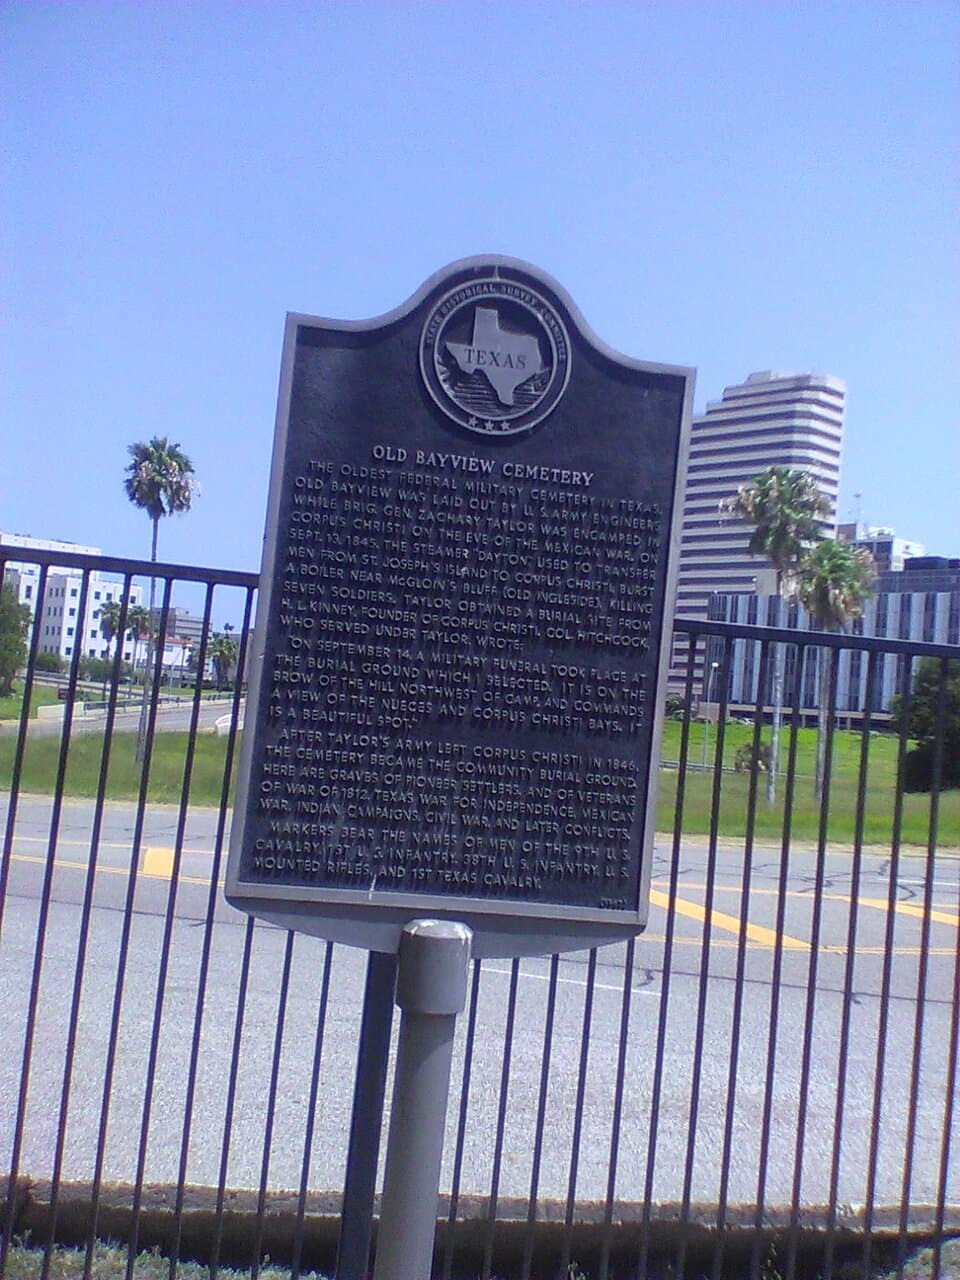 STATE HISTORICAL SURVEY COMMITTEE
TEXAS
OLD BAYVIEW CEMETERY
THE OLDEST FEDERAL MILITARY CEMETERY IN TEXAS,
OLD BAYVIEW WAS LAID OUT BY U. S. ARMY ENGINEERS
WHILE BRIG. GEN. ZACHARY TAYLOR WAS ENCAMPED IN
CORPUS CHRISTI ON THE EVE OF THE MEXICAN WAR. ON
SEPT. 13, 1845, THE STEAMER "DAYTON" USED TO TRANSFER
MEN FROM ST. JOSEPH'S ISLAND TO CORPUS CHRISTI, BURST
A BOILER NEAR McGLOIN'S BLUFF (OLD INGLESIDE), KILLING
SEVEN SOLDIERS. TAYLOR OBTAINED A BURIAL SITE FROM
H. L. KINNEY, FOUNDER OF CORPUS CHRISTI. COL. HITCHCOCK,
WHO SERVED UNDER TAYLOR, WROTE:
"ON SEPTEMBER 14, A MILITARY FUNERAL TOOK PLACE AT
THE BURIAL GROUND WHICH I SELECTED. IT IS ON THE
BROW OF THE HILL NORTHWEST OF CAMP, AND COMMANDS
A VIEW OF THE NUECES AND CORPUS CHRISTI BAYS. IT
IS A BEAUTIFUL SPOT."
AFTER TAYLOR'S ARMY LEFT CORPUS CHRISTI IN 1846,
THE CEMETERY BECAME THE COMMUNITY BURIAL GROUND.
HERE ARE GRAVES OF PIONEER SETTLERS, AND OF VETERANS
OF WAR OF 1812, TEXAS WAR FOR INDEPENDENCE, MEXICAN
WAR, INDIAN CAMPAIGNS, CIVIL WAR, AND LATER CONFLICTS.
MARKERS BEAR THE NAMES OF MEN OF THE 9TH U. S.
CAVALRY, 1ST U. S. INFANTRY, 38TH U. S. INFANTRY, U. S.
MOUNTED RIFLES, AND 1ST TEXAS CAVALRY.